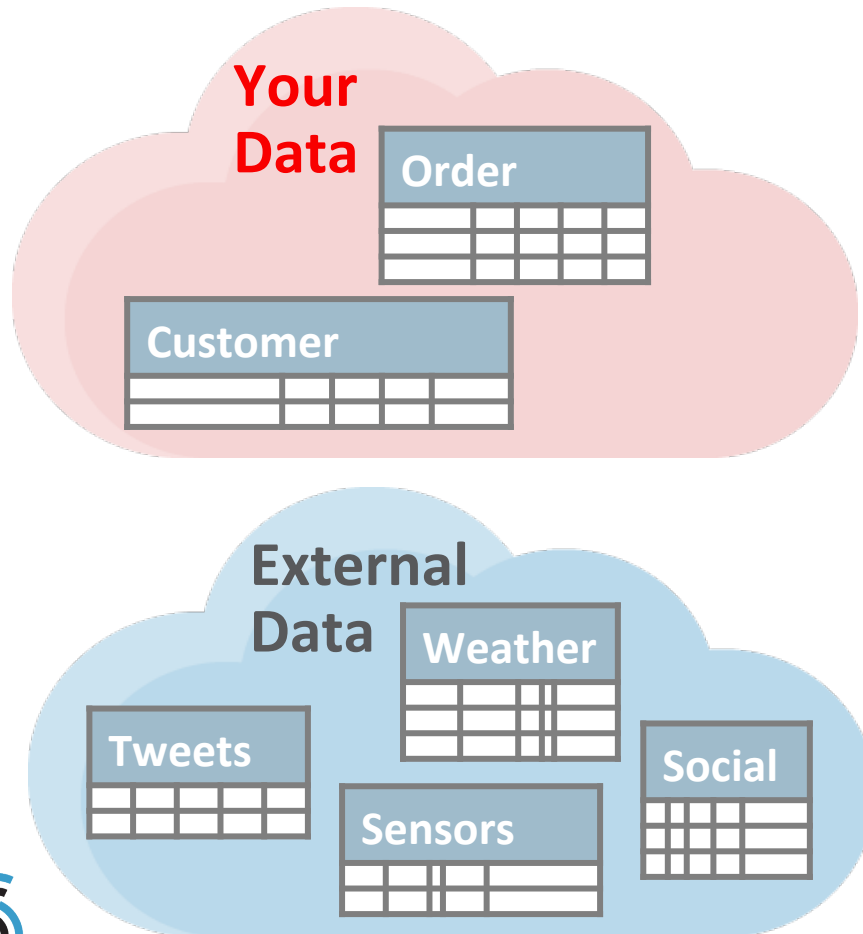 Your
Data
Order
Customer
External
Data
Weather
Tweets
Social
Sensors